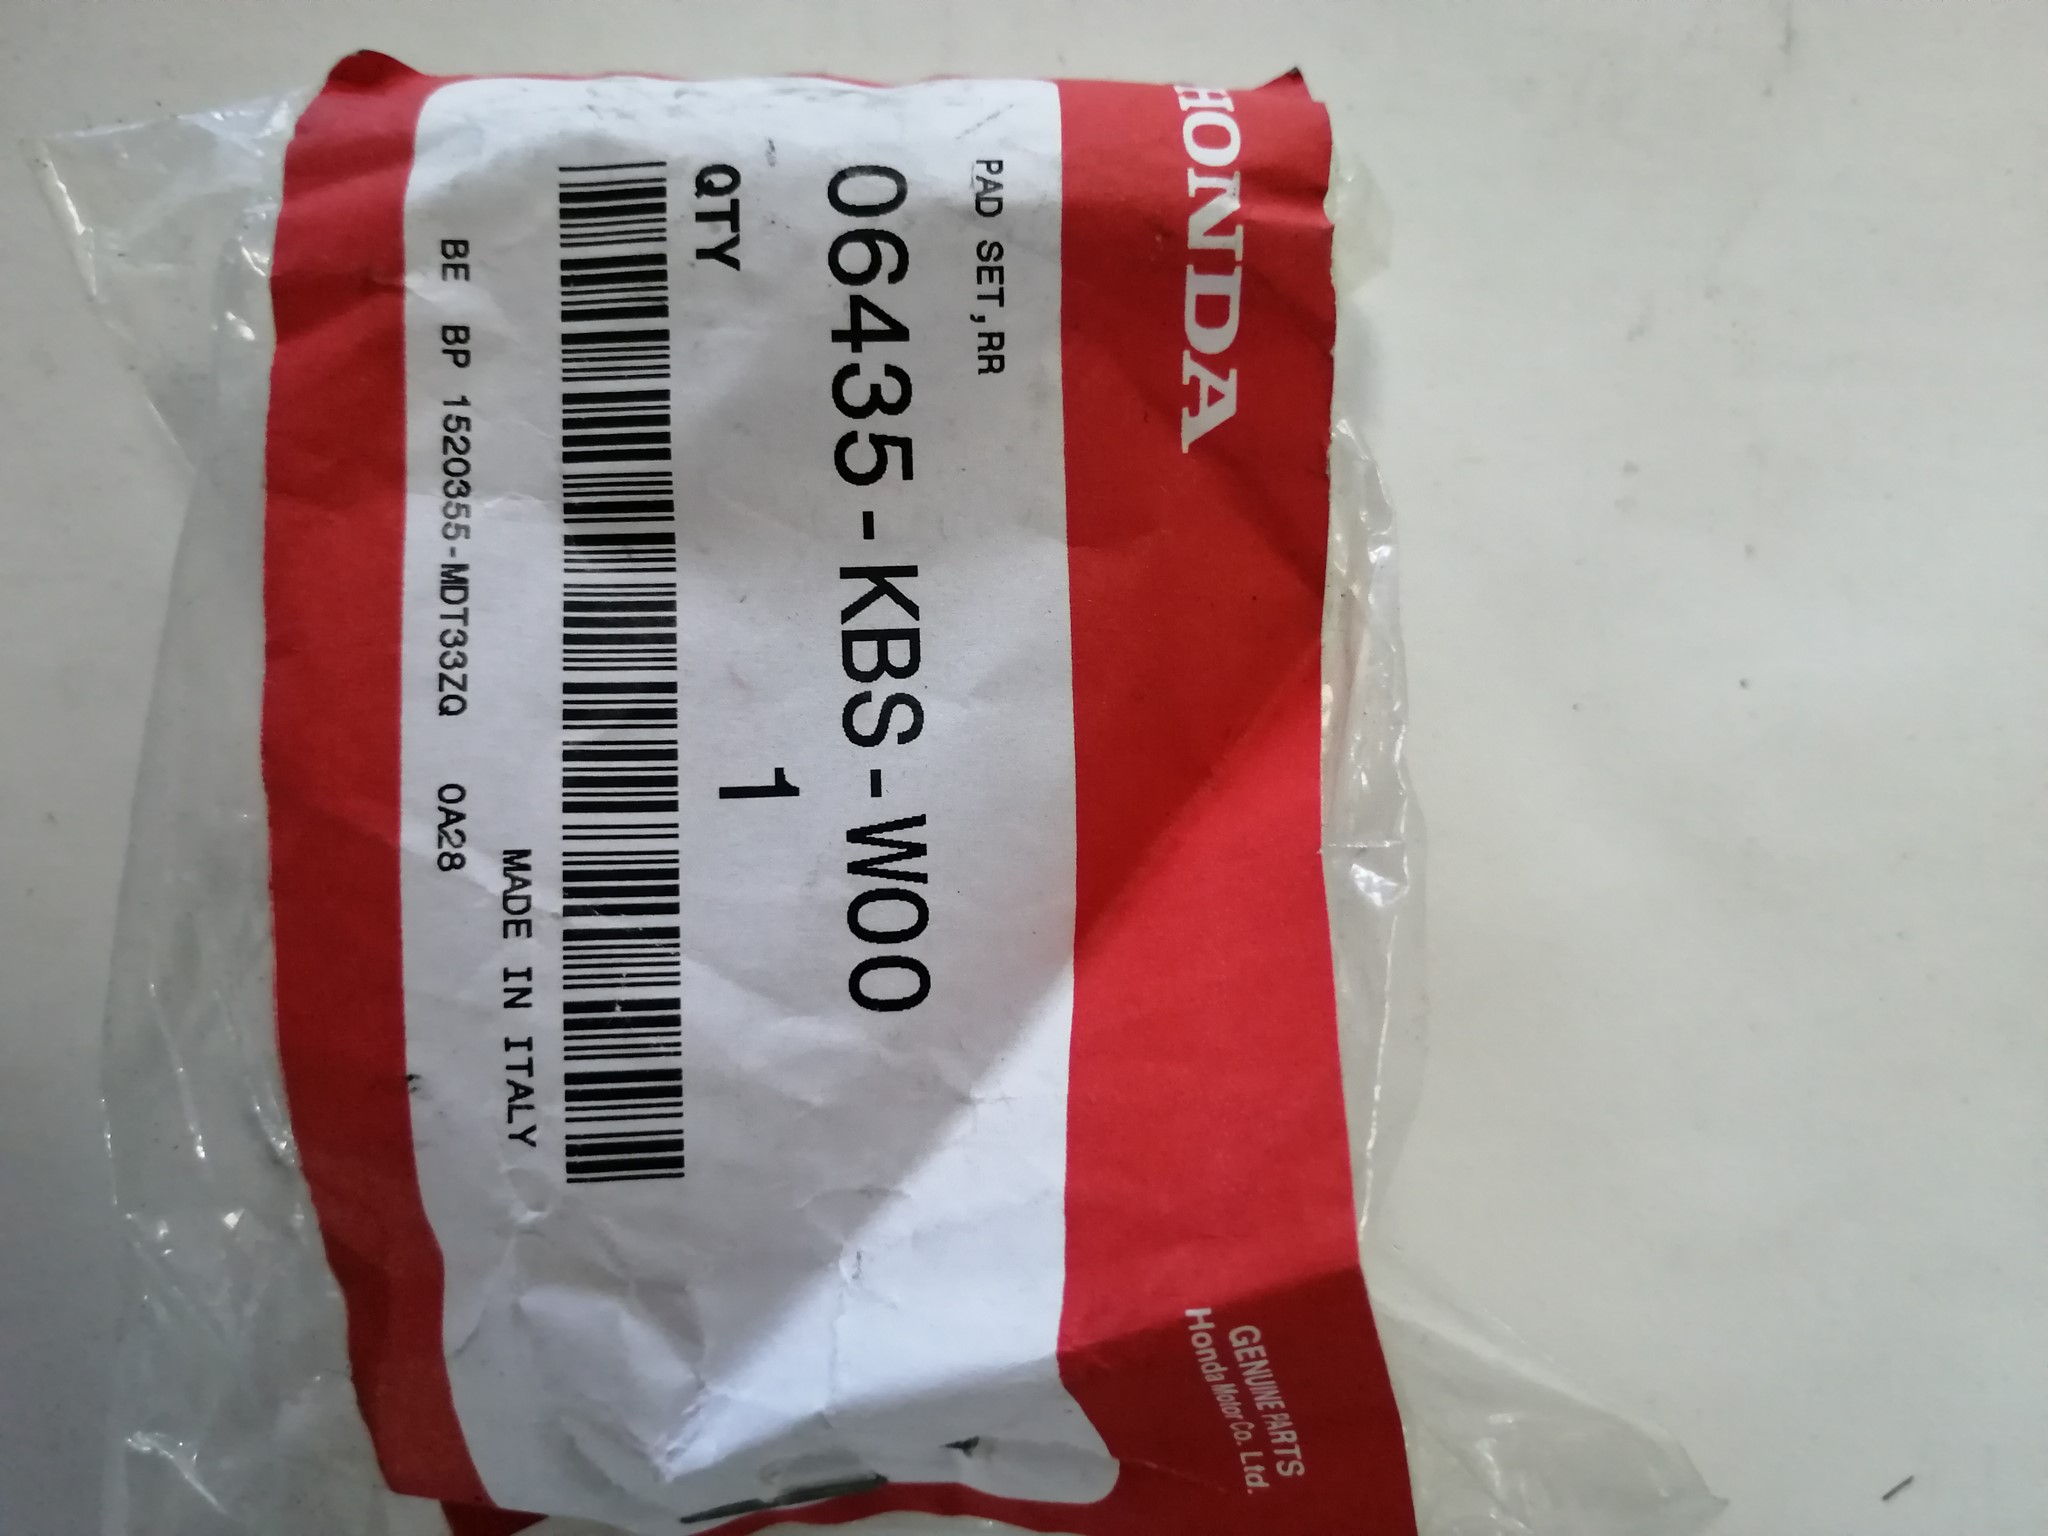 HONDA
GENUINE PARTS
Honda Motor Co. Ltd.
PAD SET,RR
06435-KBS-W00
QTY 1
MADE IN ITALY
BE BP 1520355-MDT33ZQ 0A28